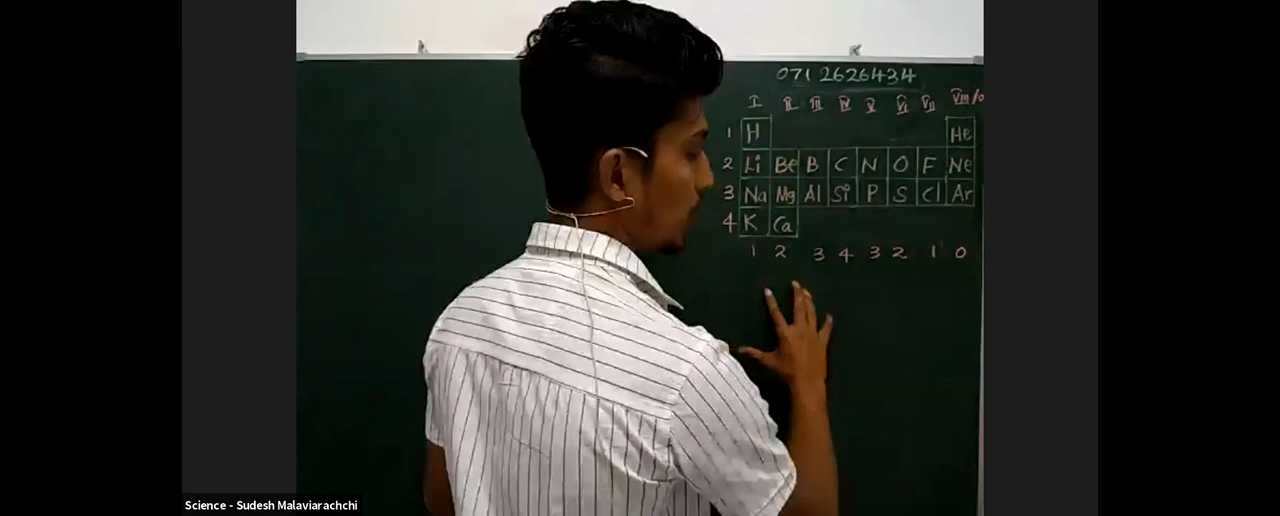 071 2626434
I II III IV V VI VII VIII/0
1 H He
2 Li Be B C N O F Ne
3 Na Mg Al Si P S Cl Ar
4 K Ca
1 2 3 4 3 2 1 0
Science - Sudesh Malaviarachchi